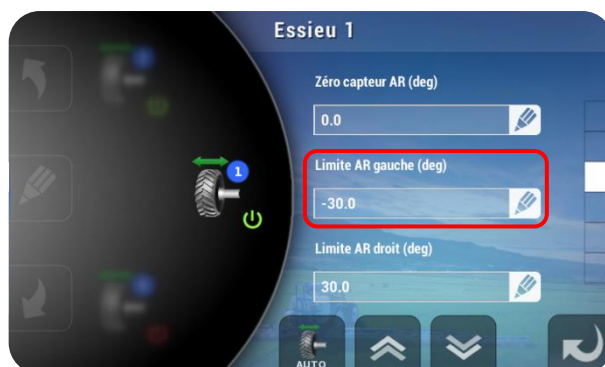 Essieu 1
Zéro capteur AR (deg)
0.0
1
Limite AR gauche (deg)
-30.0
Limite AR droit (deg)
30.0
AUTO